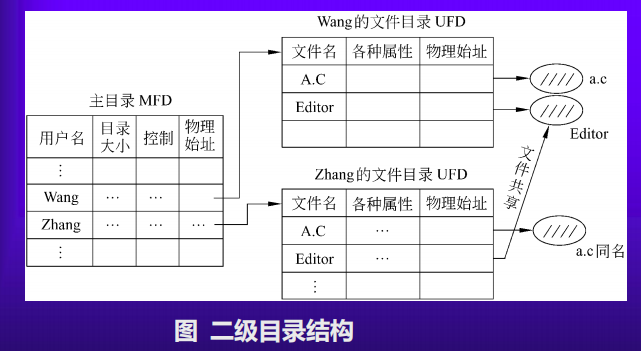 Wang的文件目录 UFD
文件名 各种属性 物理始址
A.C
Editor
a.c
Editor
主目录 MFD
用户名 目录大小 控制 物理始址
⋮
Wang … …
Zhang … … …
⋮
文件共享
Zhang的文件目录 UFD
文件名 各种属性 物理始址
A.C …
Editor …
⋮
a.c同名
图 二级目录结构